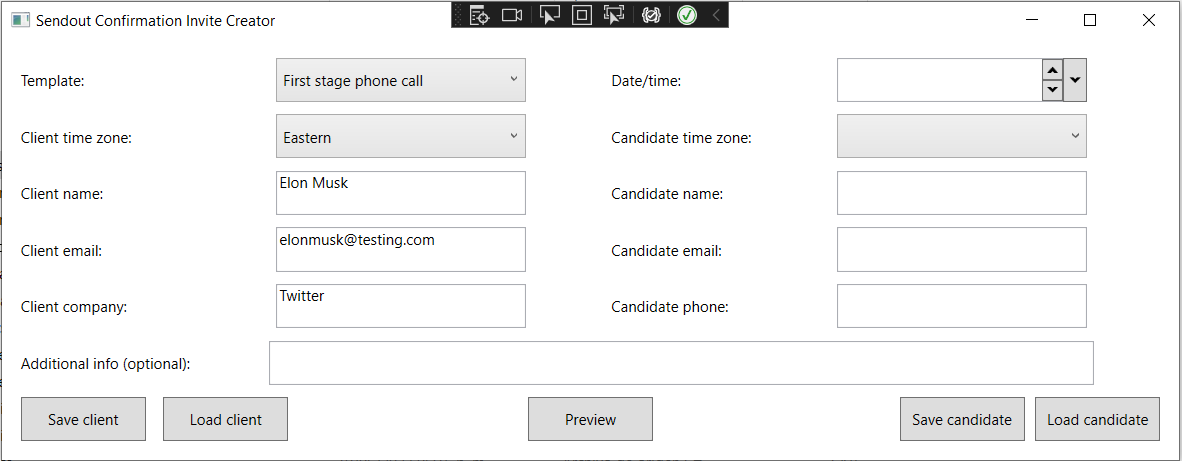 Sendout Confirmation Invite Creator
Template: First stage phone call Date/time:
Client time zone: Eastern Candidate time zone:
Client name: Elon Musk Candidate name:
Client email: elonmusk@testing.com Candidate email:
Client company: Twitter Candidate phone:
Additional info (optional):
Save client Load client Preview Save candidate Load candidate